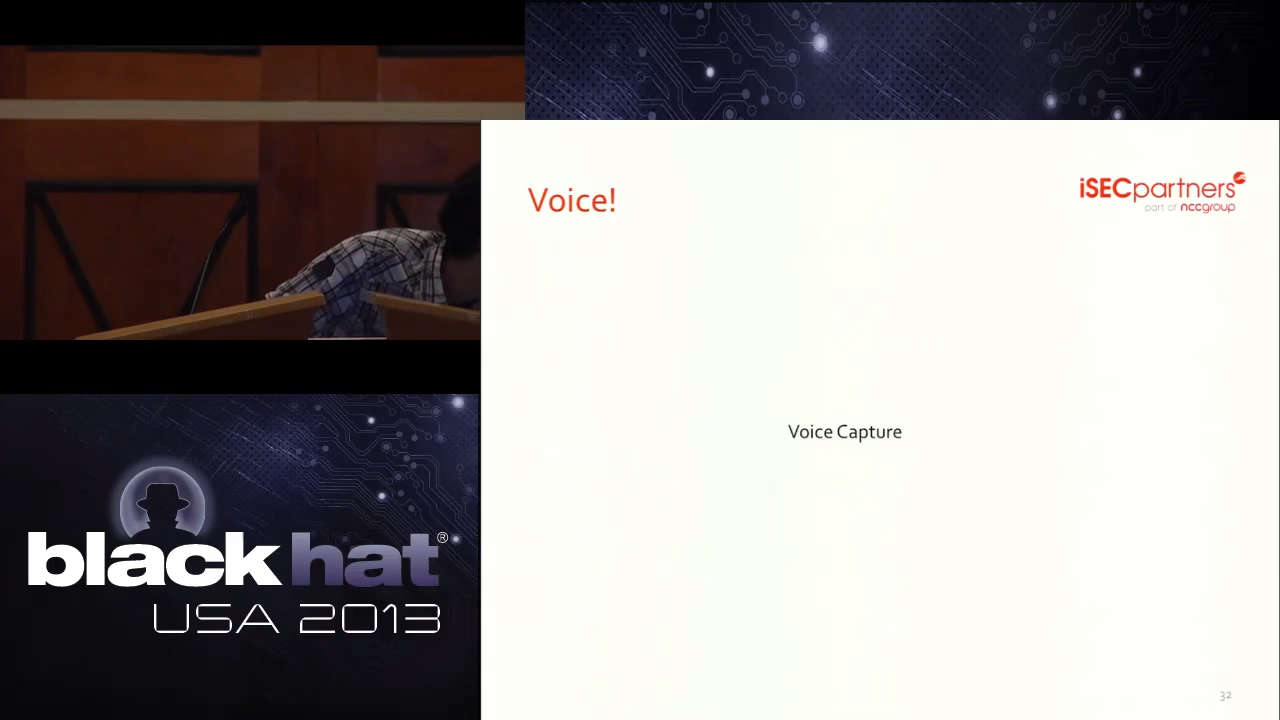 Voice!
iSECpartners
part of nccgroup
Voice Capture
black hat®
USA 2013
32